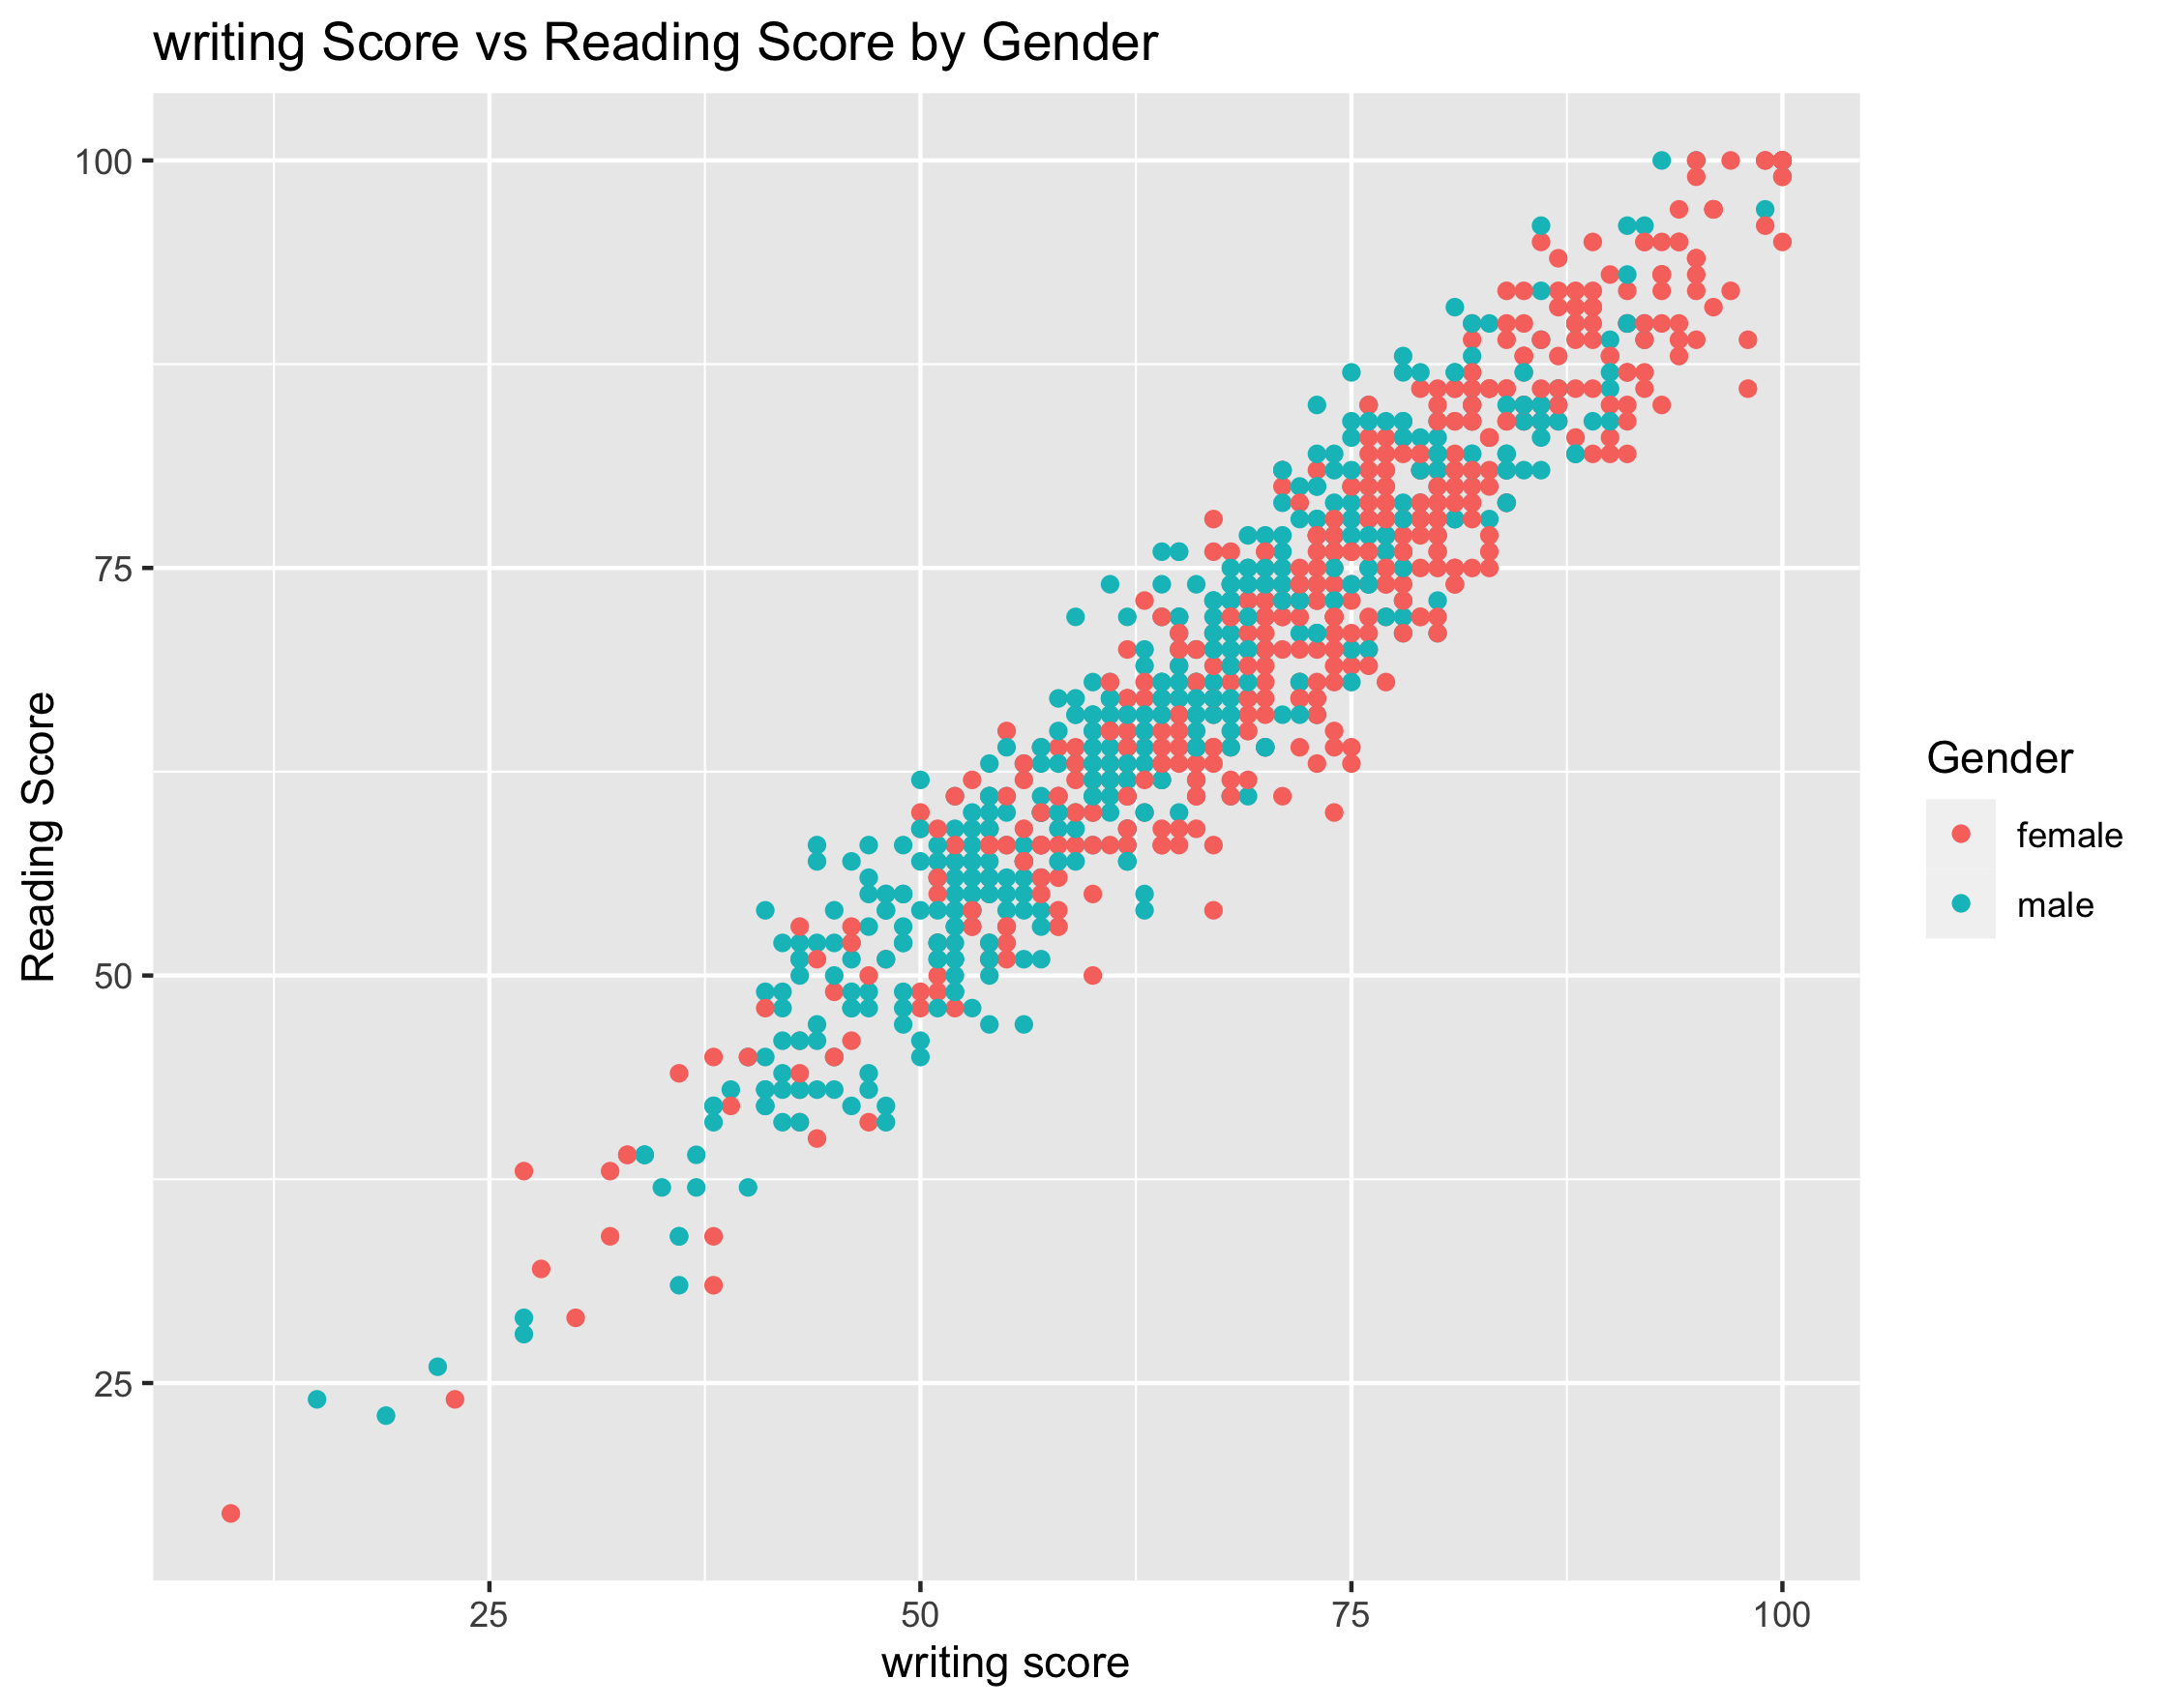 writing Score vs Reading Score by Gender
100
75
50
25
Reading Score
25
50
75
100
writing score
Gender
female
male